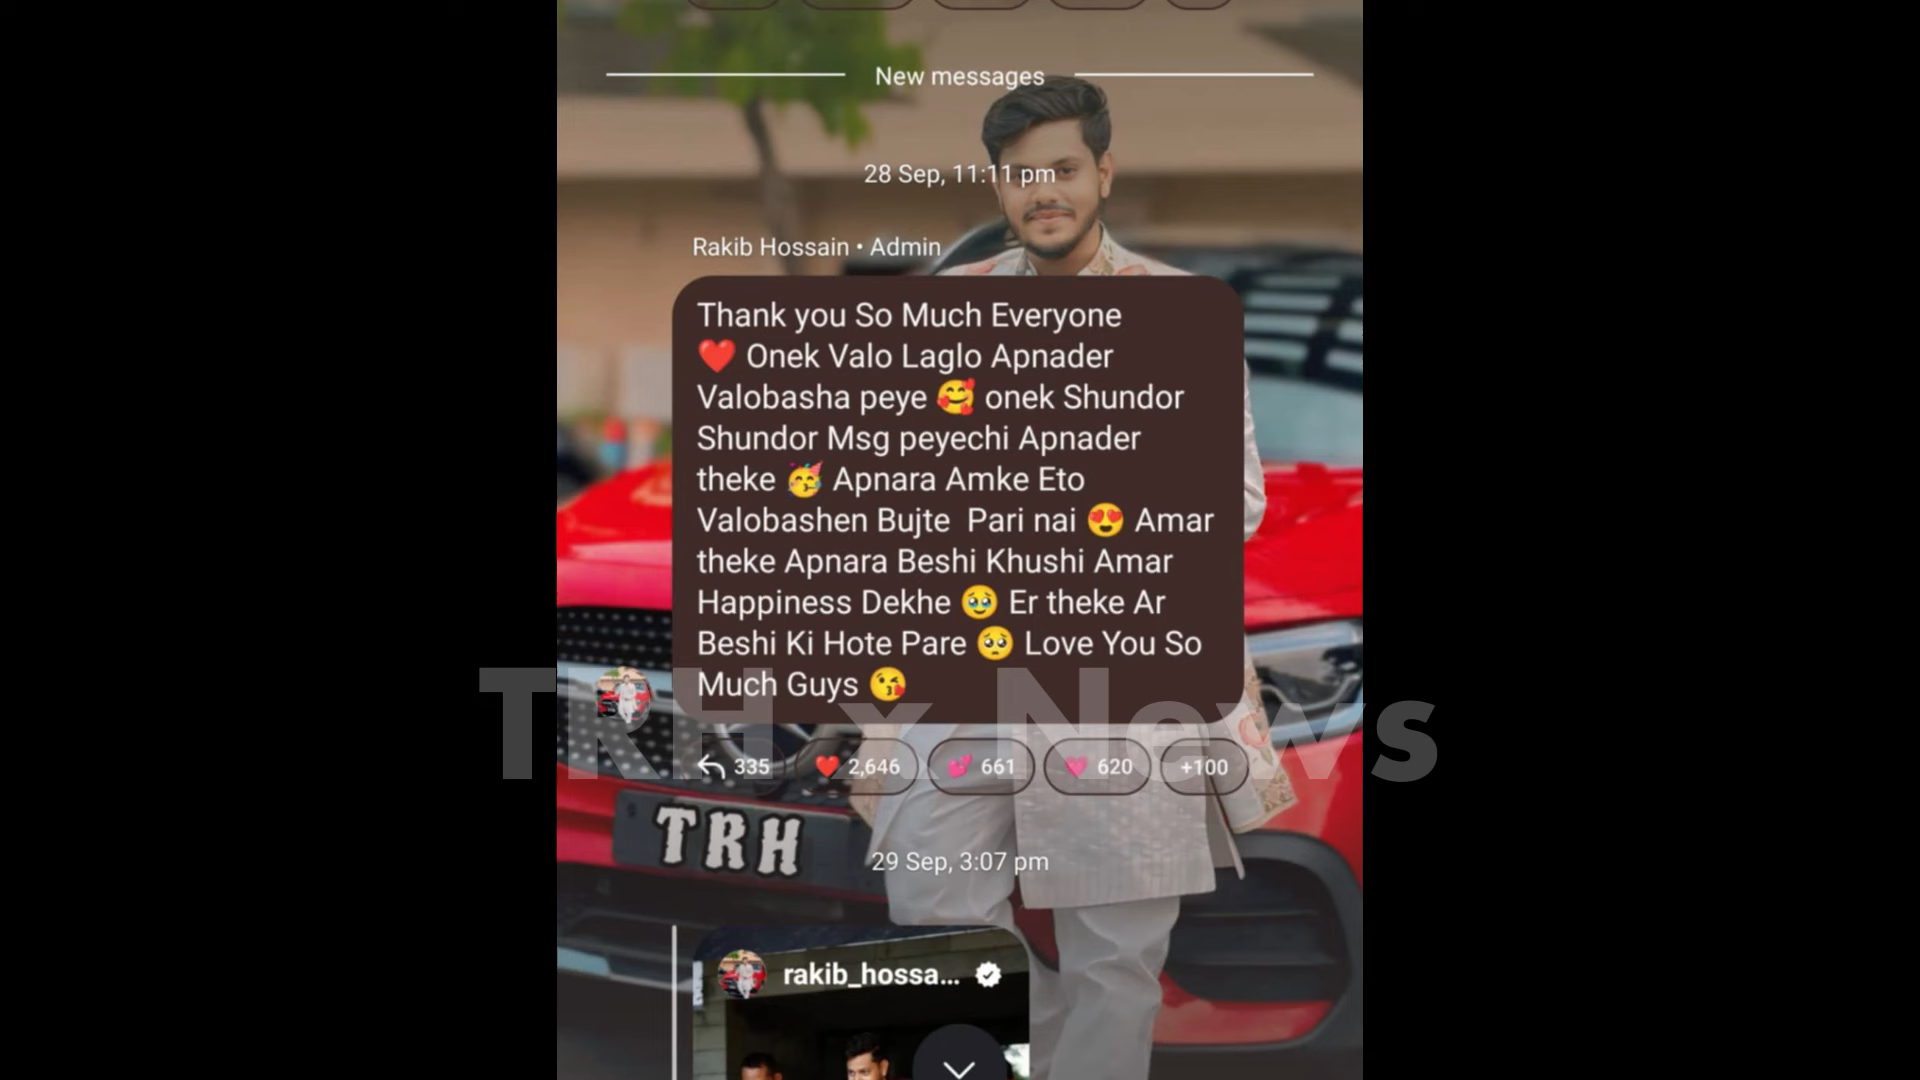 New messages
28 Sep, 11:11 pm
Rakib Hossain • Admin
Thank you So Much Everyone
❤️ Onek Valo Laglo Apnader
Valobasha peye 🥰 onek Shundor
Shundor Msg peyechi Apnader
theke 🥳 Apnara Amke Eto
Valobashen Bujte  Pari nai 😍 Amar
theke Apnara Beshi Khushi Amar
Happiness Dekhe 🥹 Er theke Ar
Beshi Ki Hote Pare 🥺 Love You So
Much Guys 😘
TRH x News
335 ❤️ 2,646 💕 661 💗 620 +100
TRH
29 Sep, 3:07 pm
rakib_hossa...